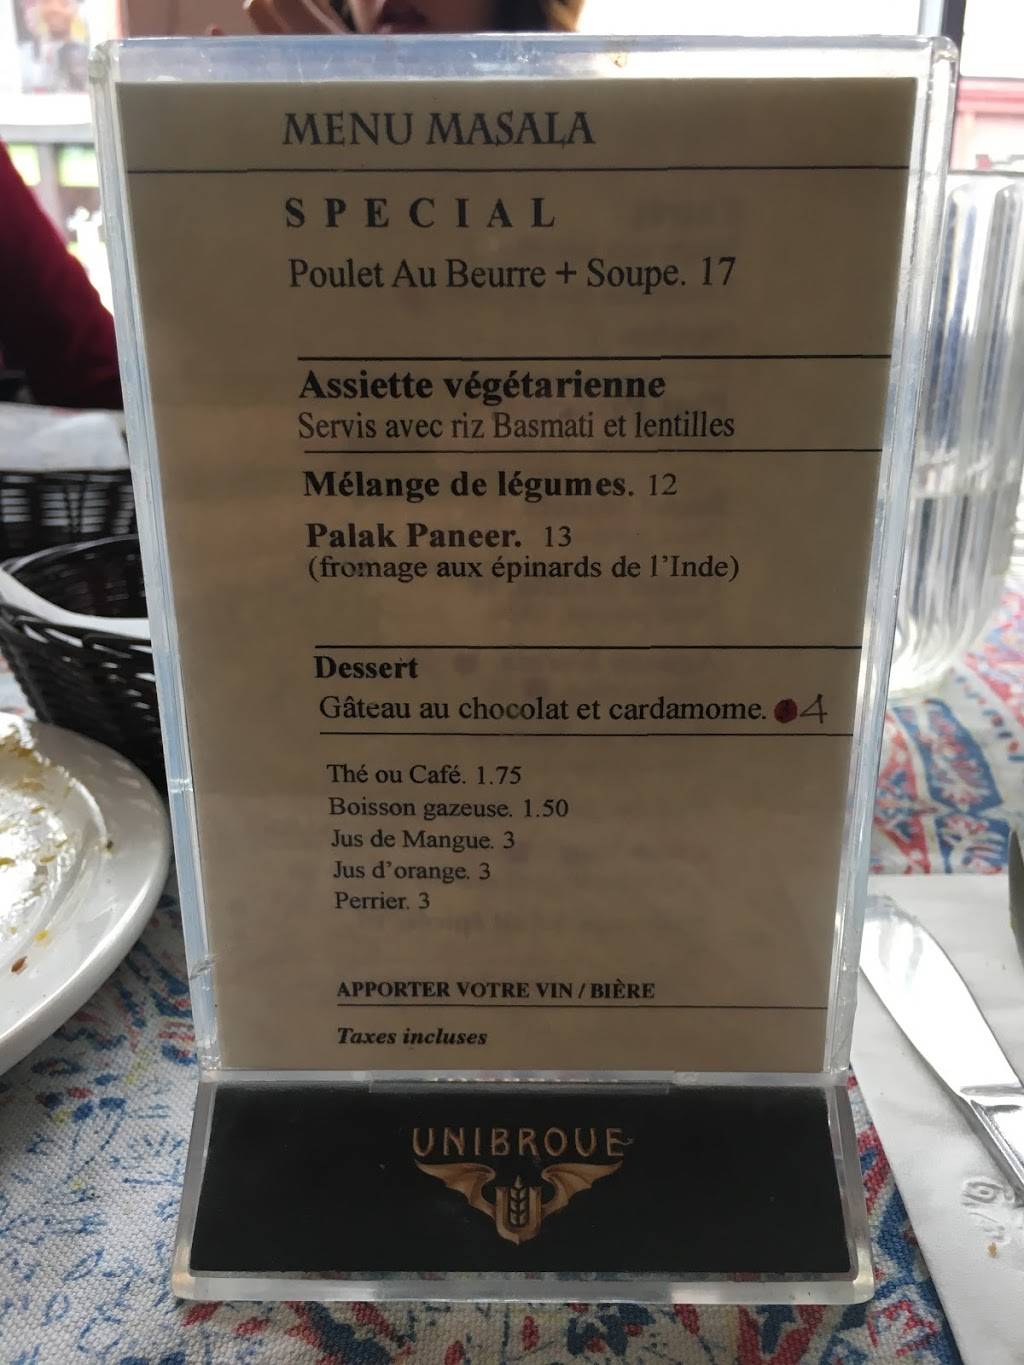 MENU MASALA
SPECIAL
Poulet Au Beurre + Soupe. 17
Assiette végétarienne
Servis avec riz Basmati et lentilles
Mélange de légumes. 12
Palak Paneer. 13
(fromage aux épinards de l'Inde)
Dessert
Gâteau au chocolat et cardamome. 4
Thé ou Café. 1.75
Boisson gazeuse. 1.50
Jus de Mangue. 3
Jus d'orange. 3
Perrier. 3
APPORTER VOTRE VIN / BIÈRE
Taxes incluses
UNIBROUE
U